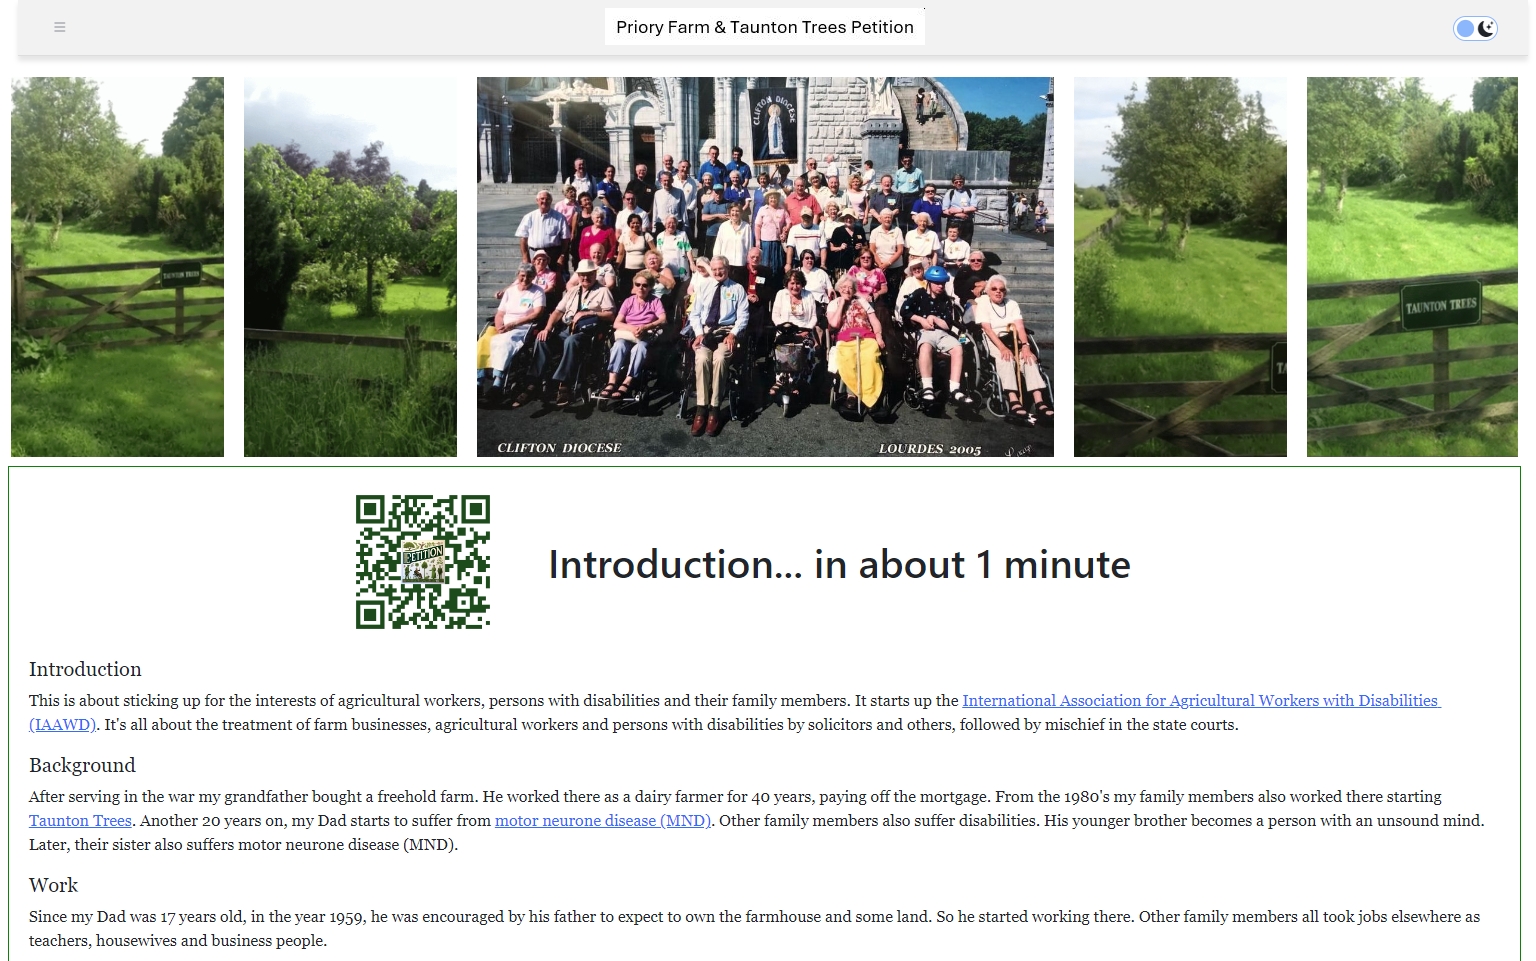 Priory Farm & Taunton Trees Petition
TAUNTON TREES
CLIFTON DIOCESE
CLIFTON DIOCESE
LOURDES 2005
TA
TAUNTON TREES
PETITION
Introduction... in about 1 minute
Introduction
This is about sticking up for the interests of agricultural workers, persons with disabilities and their family members. It starts up the International Association for Agricultural Workers with Disabilities
(IAAWD). It's all about the treatment of farm businesses, agricultural workers and persons with disabilities by solicitors and others, followed by mischief in the state courts.
Background
After serving in the war my grandfather bought a freehold farm. He worked there as a dairy farmer for 40 years, paying off the mortgage. From the 1980's my family members also worked there starting
Taunton Trees. Another 20 years on, my Dad starts to suffer from motor neurone disease (MND). Other family members also suffer disabilities. His younger brother becomes a person with an unsound mind.
Later, their sister also suffers motor neurone disease (MND).
Work
Since my Dad was 17 years old, in the year 1959, he was encouraged by his father to expect to own the farmhouse and some land. So he started working there. Other family members all took jobs elsewhere as
teachers, housewives and business people.